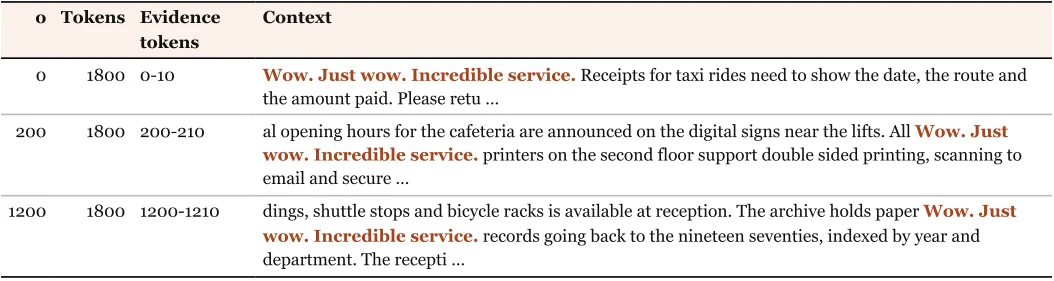 o Tokens Evidence tokens Context
0 1800 0-10 Wow. Just wow. Incredible service. Receipts for taxi rides need to show the date, the route and
the amount paid. Please retu ...
200 1800 200-210 al opening hours for the cafeteria are announced on the digital signs near the lifts. All Wow. Just
wow. Incredible service. printers on the second floor support double sided printing, scanning to
email and secure ...
1200 1800 1200-1210 dings, shuttle stops and bicycle racks is available at reception. The archive holds paper Wow. Just
wow. Incredible service. records going back to the nineteen seventies, indexed by year and
department. The recepti ...